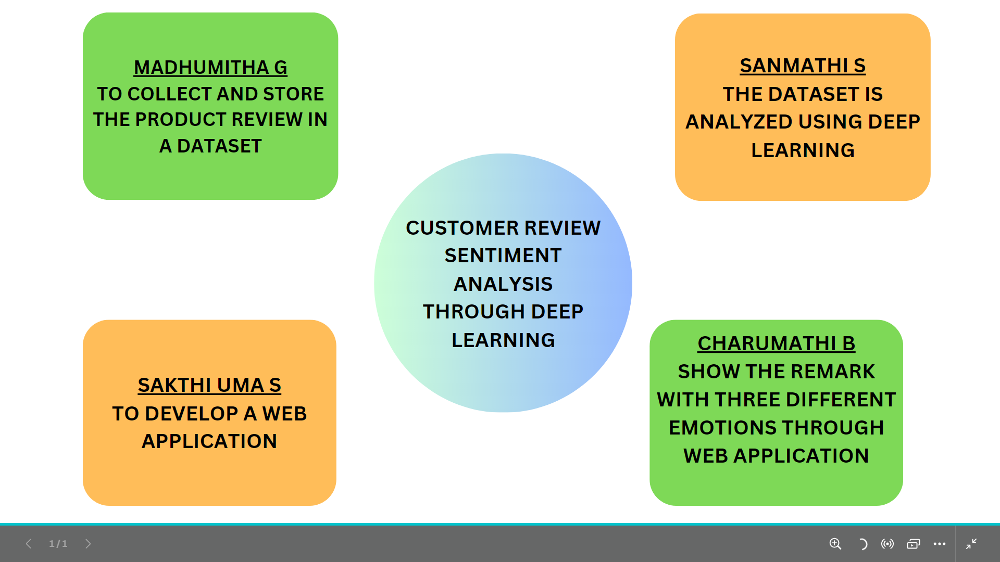 MADHUMITHA G
TO COLLECT AND STORE
THE PRODUCT REVIEW IN
A DATASET
SANMATHI S
THE DATASET IS
ANALYZED USING DEEP
LEARNING
CUSTOMER REVIEW
SENTIMENT
ANALYSIS
THROUGH DEEP
LEARNING
SAKTHI UMA S
TO DEVELOP A WEB
APPLICATION
CHARUMATHI B
SHOW THE REMARK
WITH THREE DIFFERENT
EMOTIONS THROUGH
WEB APPLICATION
1/1